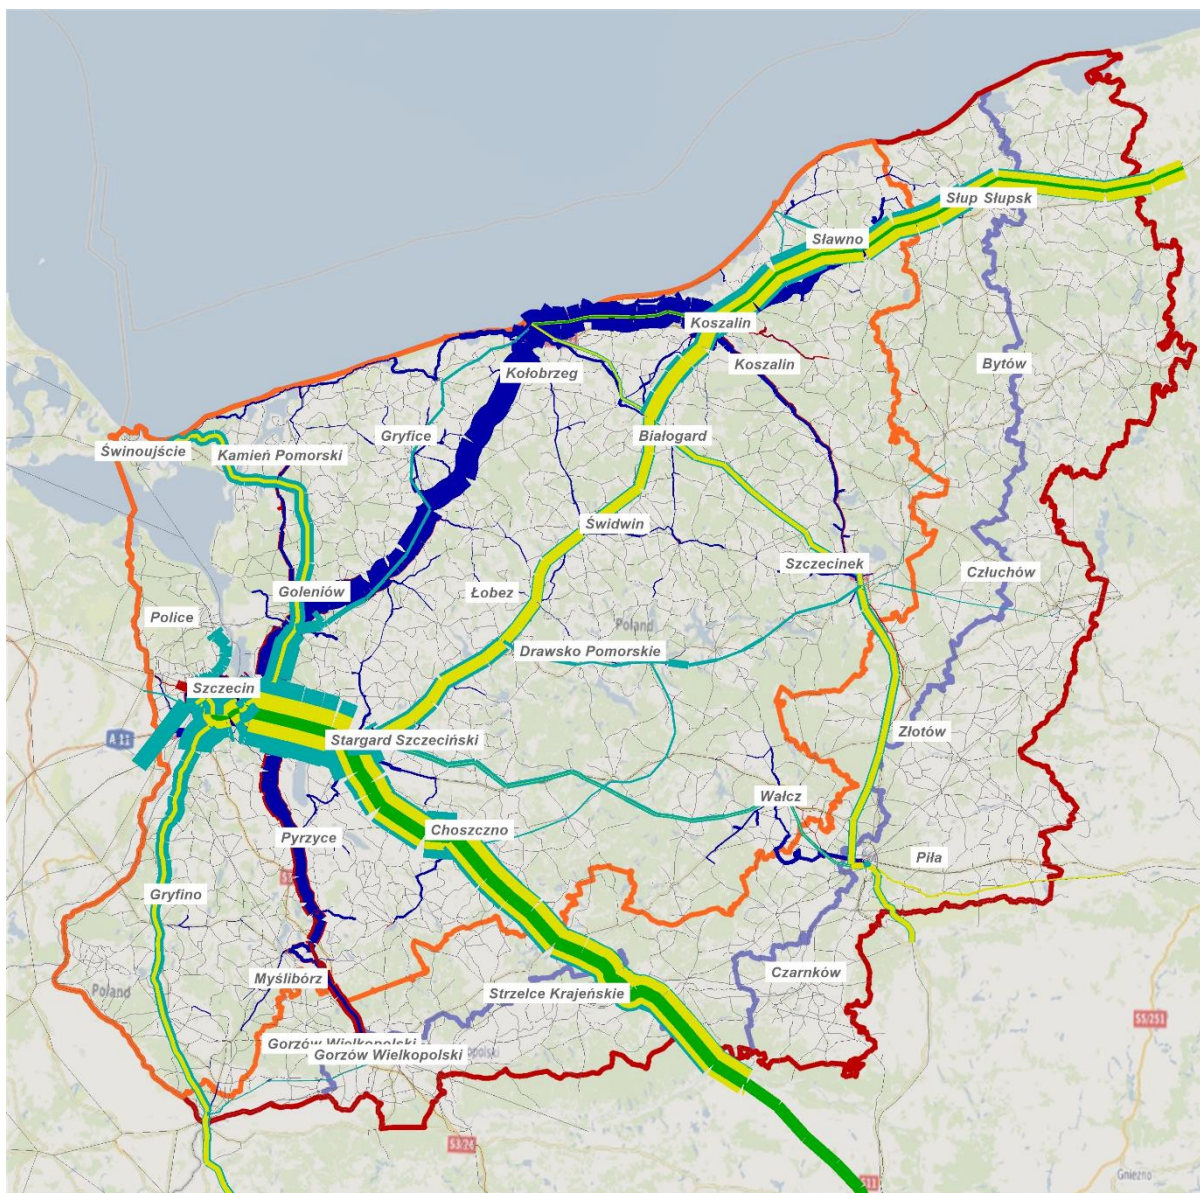 Słup Słupsk
Sławno
Koszalin
Koszalin
Bytów
Kołobrzeg
Gryfice
Białogard
Świnoujście
Kamień Pomorski
Świdwin
Szczecinek
Człuchów
Goleniów
Łobez
Police
Poland
Drawsko Pomorskie
Szczecin
Złotów
A 11
Stargard Szczeciński
Wałcz
Choszczno
Pyrzyce
Piła
Gryfino
Myślibórz
Czarnków
Poland
Strzelce Krajeńskie
S5/251
Gorzów Wielkopolski
Gorzów Wielkopolski
S3/26
Gniezno
S11